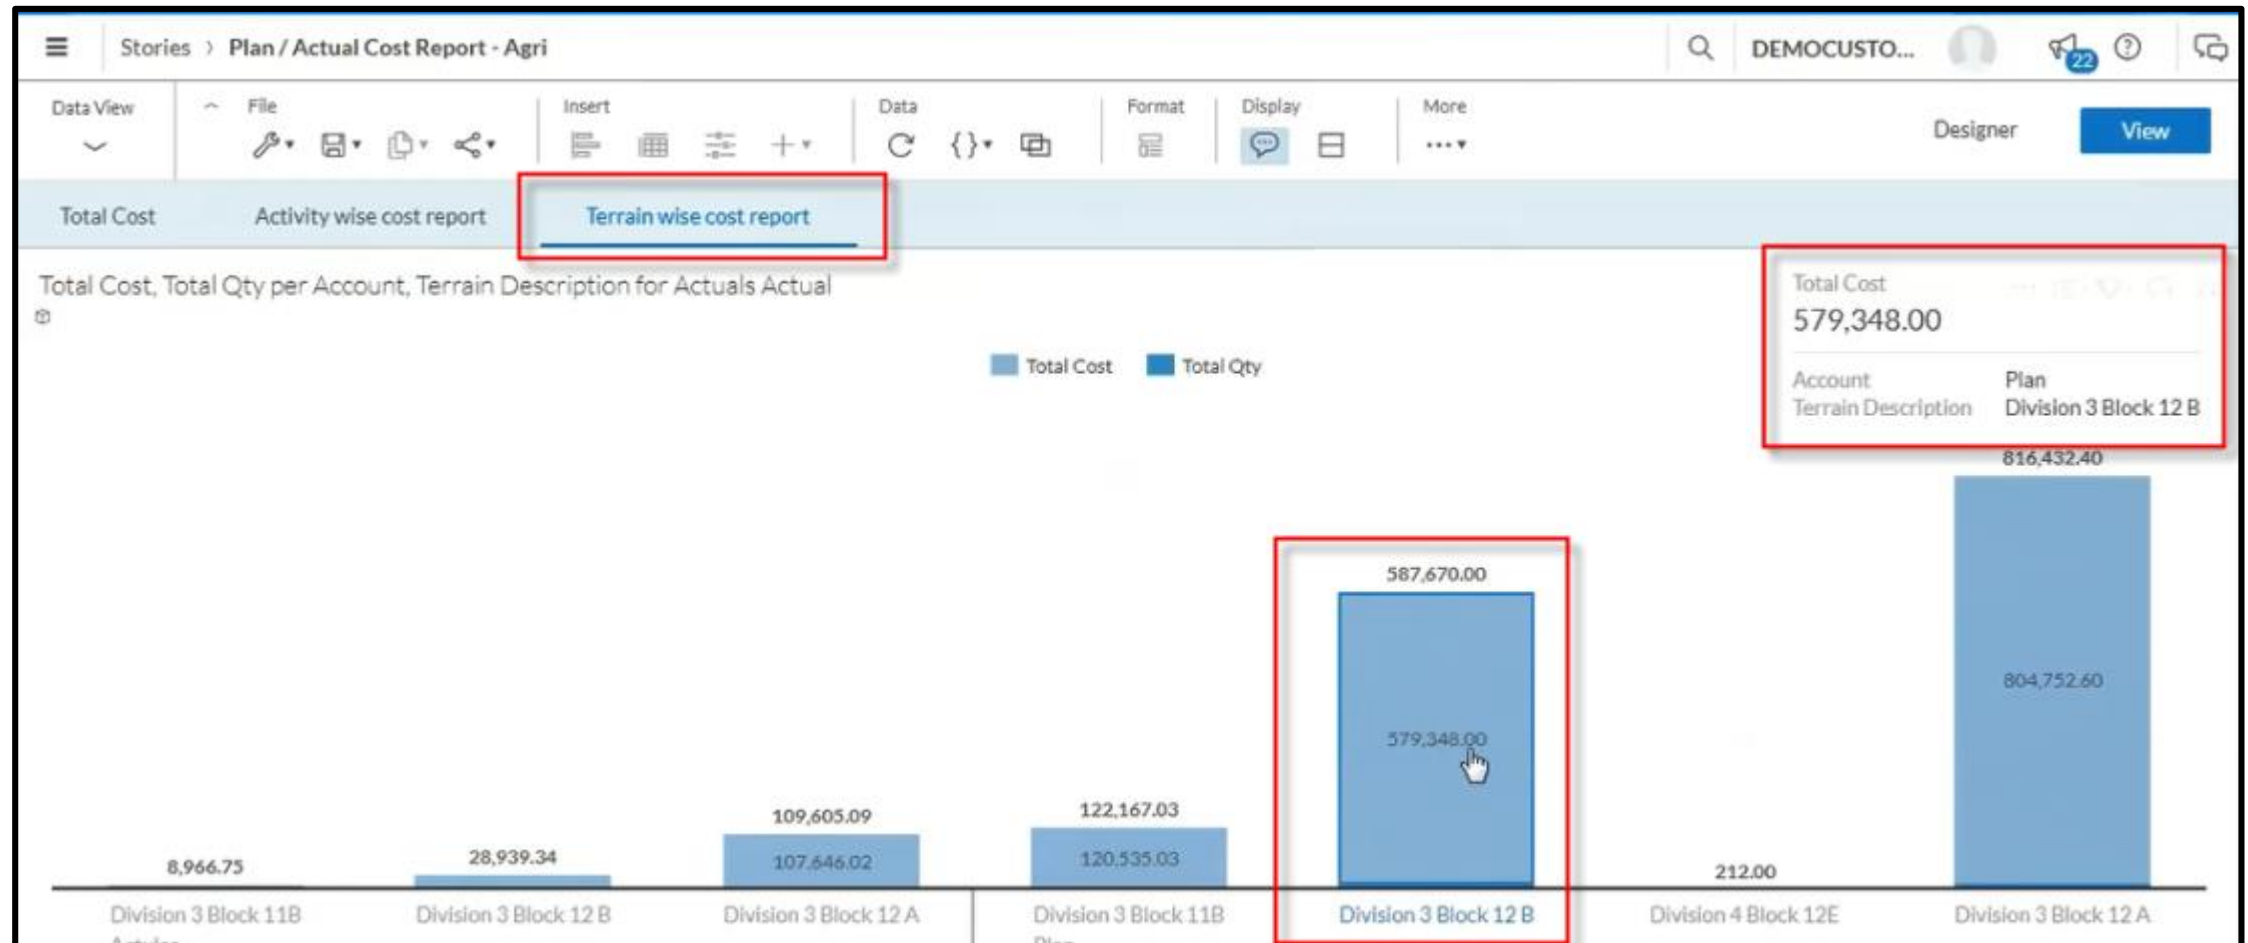 Stories > Plan / Actual Cost Report - Agri
DEMOCUSTO...
22
Data View
File
Insert
Data
Format
Display
More
Designer
View
Total Cost
Activity wise cost report
Terrain wise cost report
Total Cost, Total Qty per Account, Terrain Description for Actuals Actual
Total Cost
579,348.00
Account Plan
Terrain Description Division 3 Block 12 B
Total Cost
Total Qty
816,432.40
587,670.00
804,752.60
579,348.00
109,605.09
122,167.03
8,966.75
28,939.34
107,646.02
120,535.03
212.00
Division 3 Block 11B
Division 3 Block 12 B
Division 3 Block 12 A
Division 3 Block 11B
Division 3 Block 12 B
Division 4 Block 12E
Division 3 Block 12 A